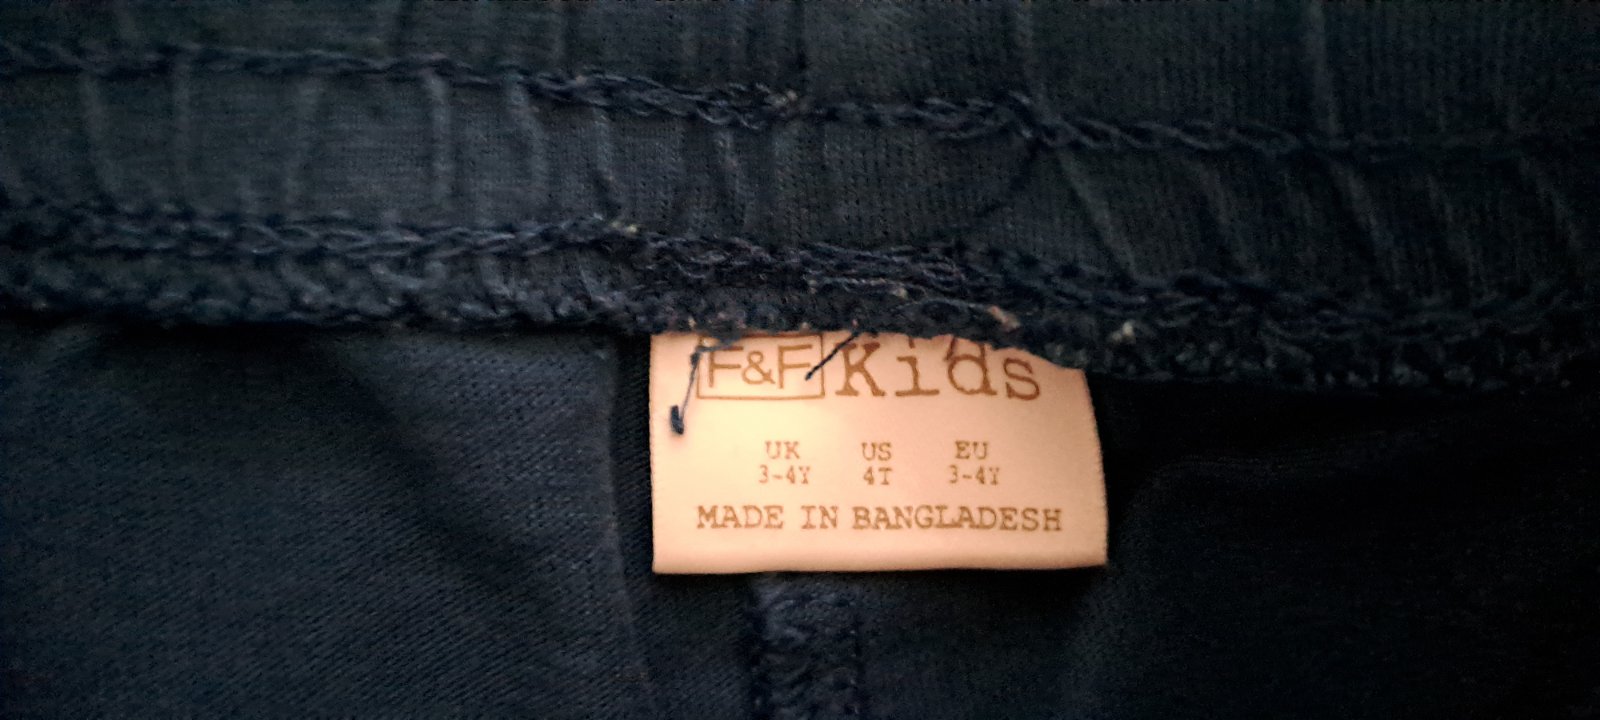 F&F Kids
UK US EU
3-4Y 4T 3-4Y
MADE IN BANGLADESH